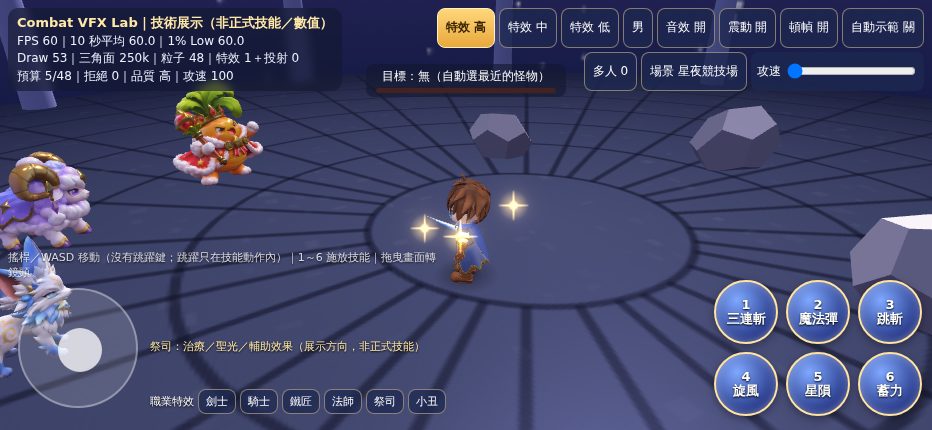 Combat VFX Lab｜技術展示（非正式技能／數值）
FPS 60｜10 秒平均 60.0｜1% Low 60.0
Draw 53｜三角面 250k｜粒子 48｜特效 1＋投射 0
預算 5/48｜拒絕 0｜品質 高｜攻速 100
特效 高
特效 中
特效 低
男
音效 開
震動 開
頓幀 開
自動示範 關
目標：無（自動選最近的怪物）
多人 0
場景 星夜競技場
攻速
搖桿／WASD 移動（沒有跳躍鍵；跳躍只在技能動作內）｜1～6 施放技能｜拖曳畫面轉
鏡頭
1
三連斬
2
魔法彈
3
跳斬
祭司：治療／聖光／輔助效果（展示方向，非正式技能）
4
旋風
5
星隕
6
蓄力
職業特效
劍士
騎士
鐵匠
法師
祭司
小丑